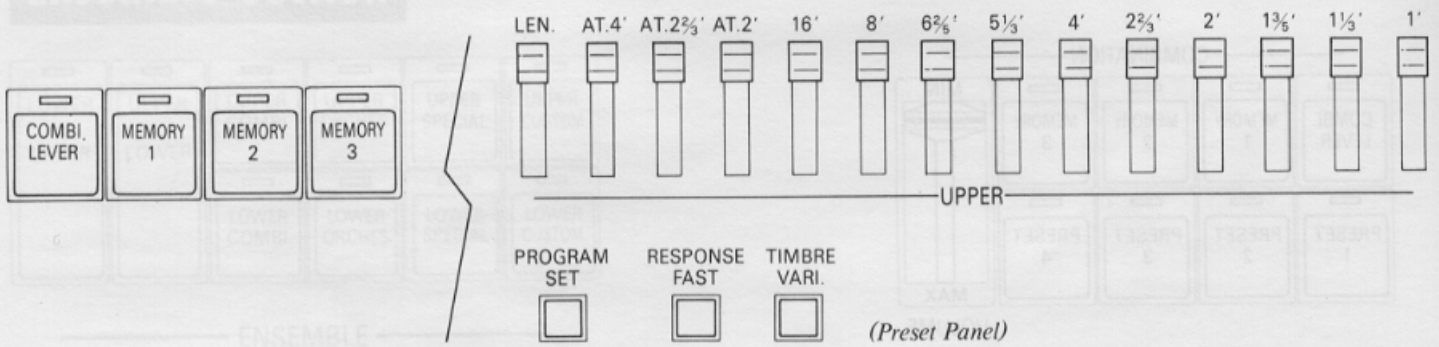 LEN. AT.4' AT.2⅔' AT.2' 16' 8' 6⅖' 5⅓' 4' 2⅔' 2' 1⅗' 1⅓' 1'
COMBI. LEVER
MEMORY 1
MEMORY 2
MEMORY 3
UPPER
PROGRAM SET
RESPONSE FAST
TIMBRE VARI.
(Preset Panel)